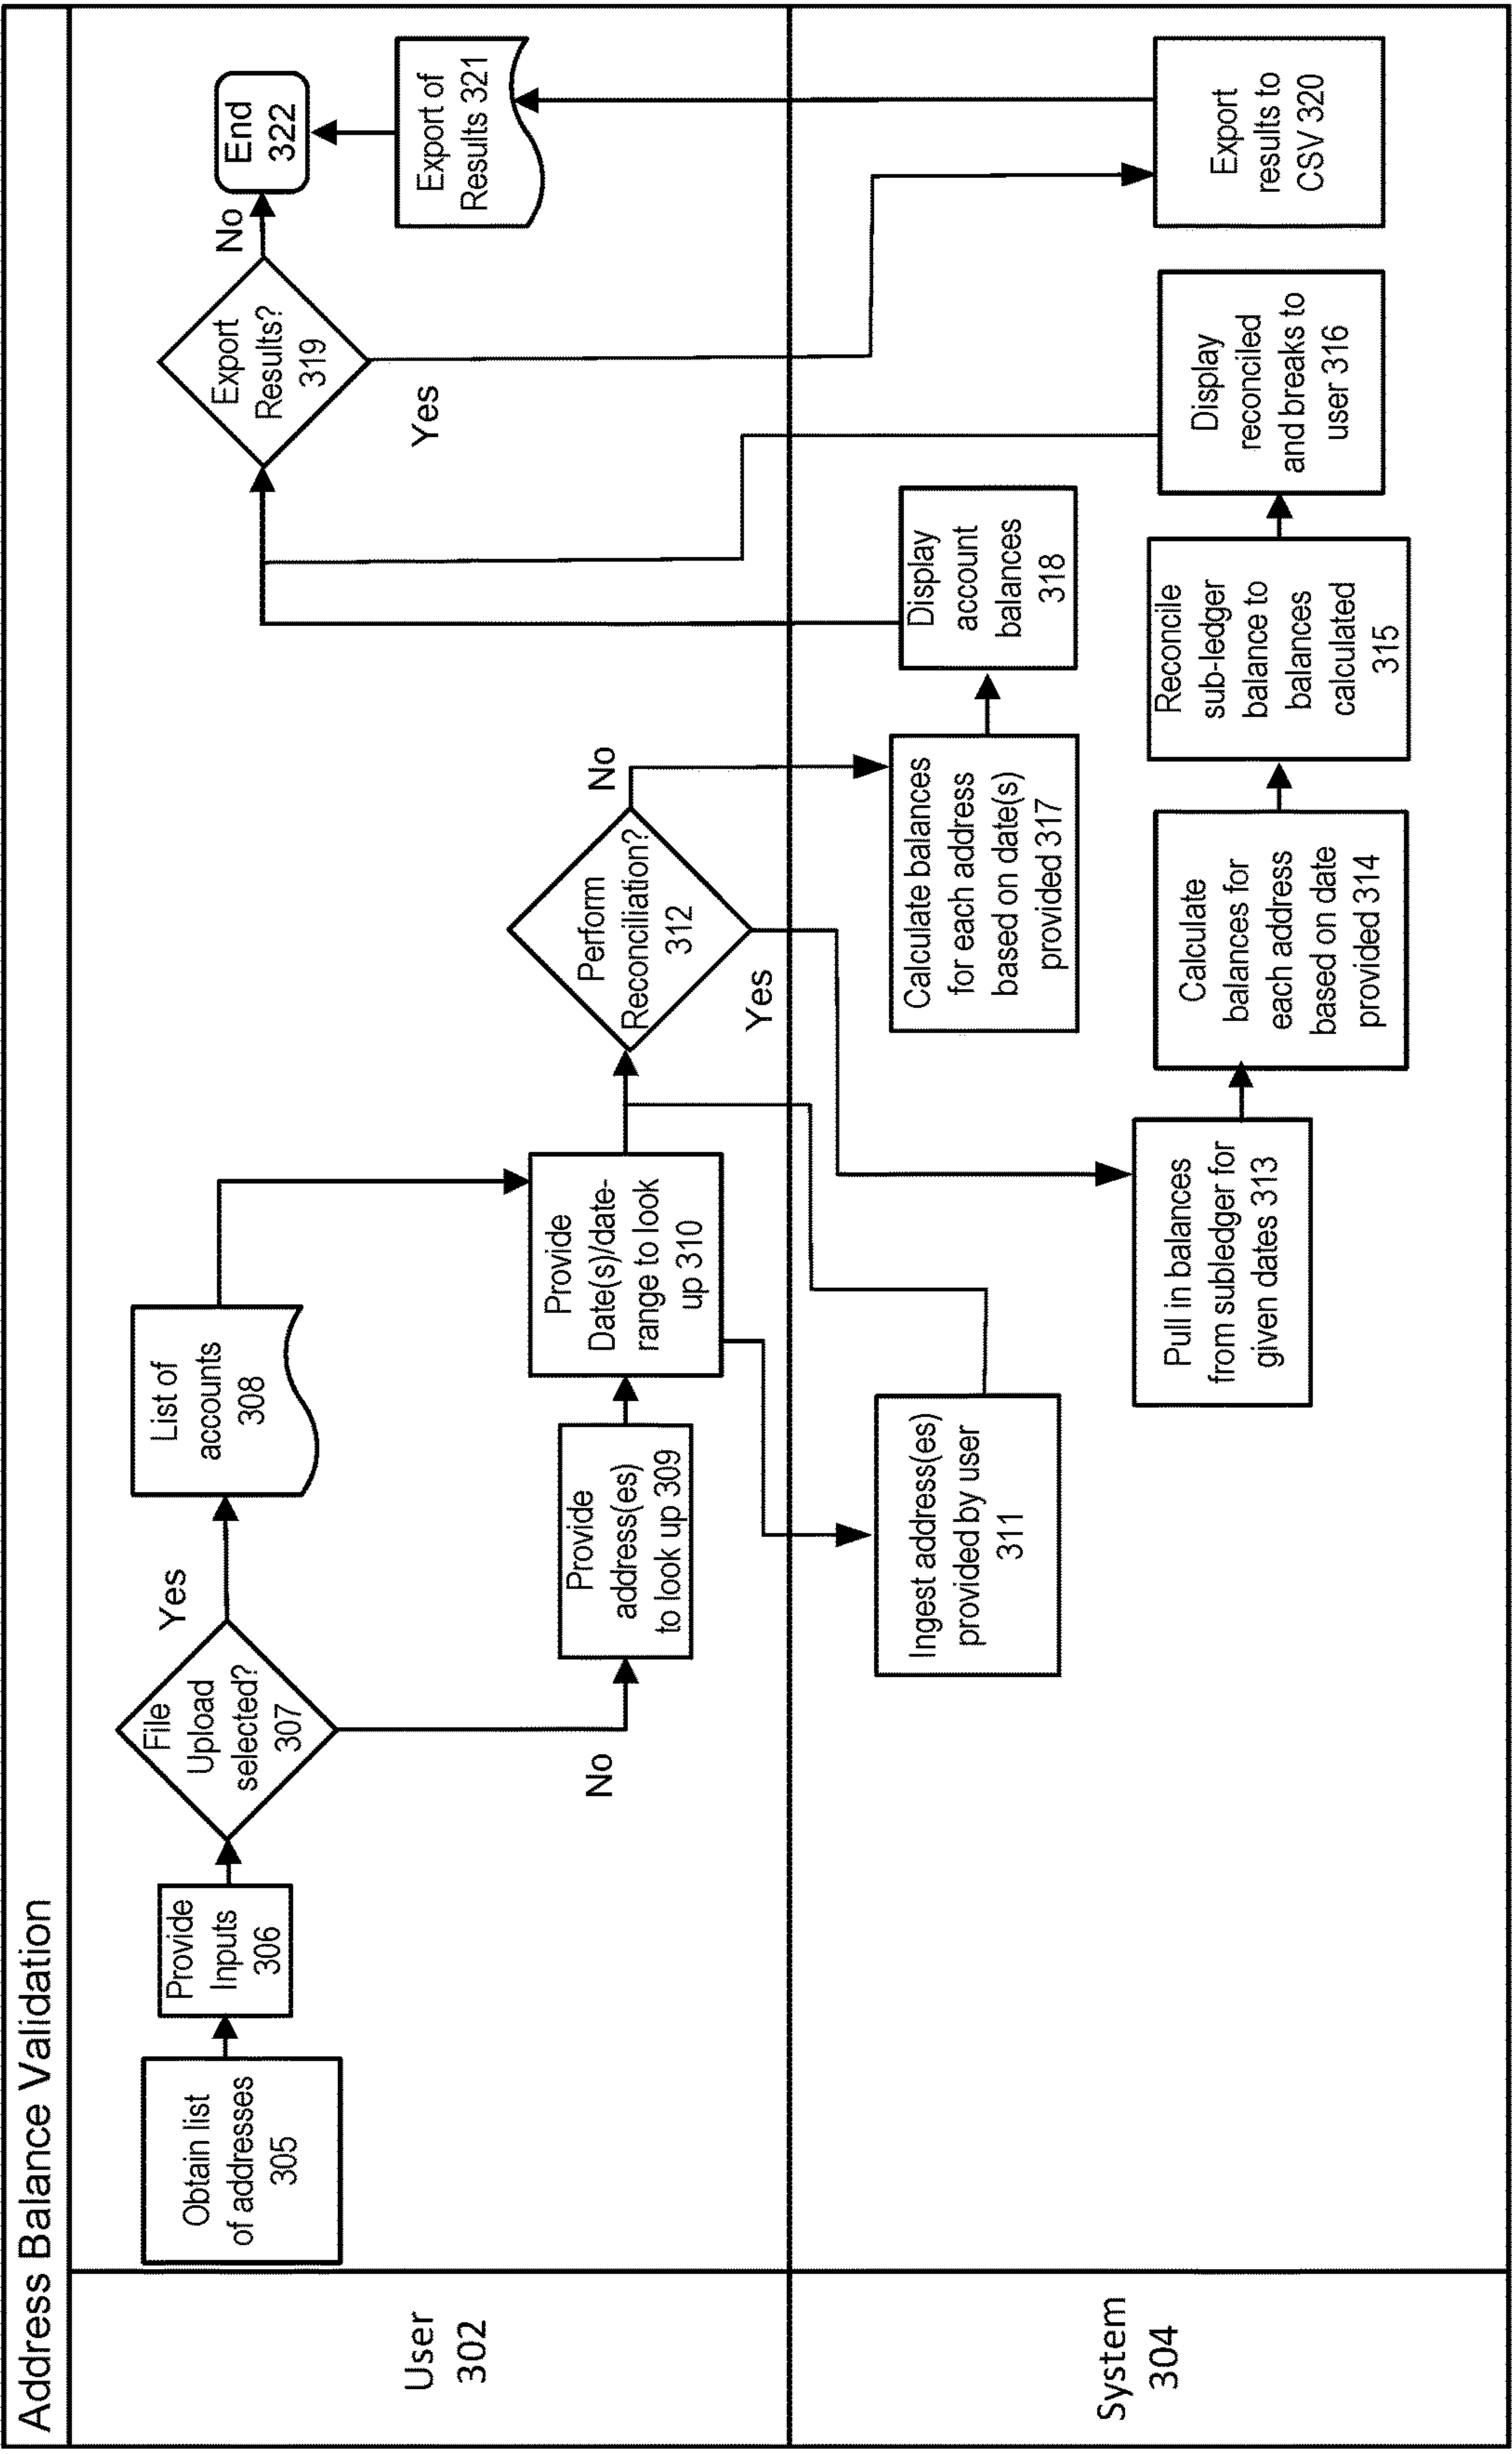 Address Balance Validation
User
302
Obtain list
of addresses
305
Provide
Inputs
306
File
Upload
selected?
307
Yes
No
List of
accounts
308
Provide
address(es)
to look up 309
Provide
Date(s)/date-
range to look
up 310
Perform
Reconciliation?
312
No
Yes
Export
Results?
319
No
Yes
End
322
Export of
Results 321
System
304
Ingest address(es)
provided by user
311
Pull in balances
from subledger for
given dates 313
Calculate
balances for
each address
based on date
provided 314
Reconcile
sub-ledger
balance to
balances
calculated
315
Display
reconciled
and breaks to
user 316
Calculate balances
for each address
based on date(s)
provided 317
Display
account
balances
318
Export
results to
CSV 320